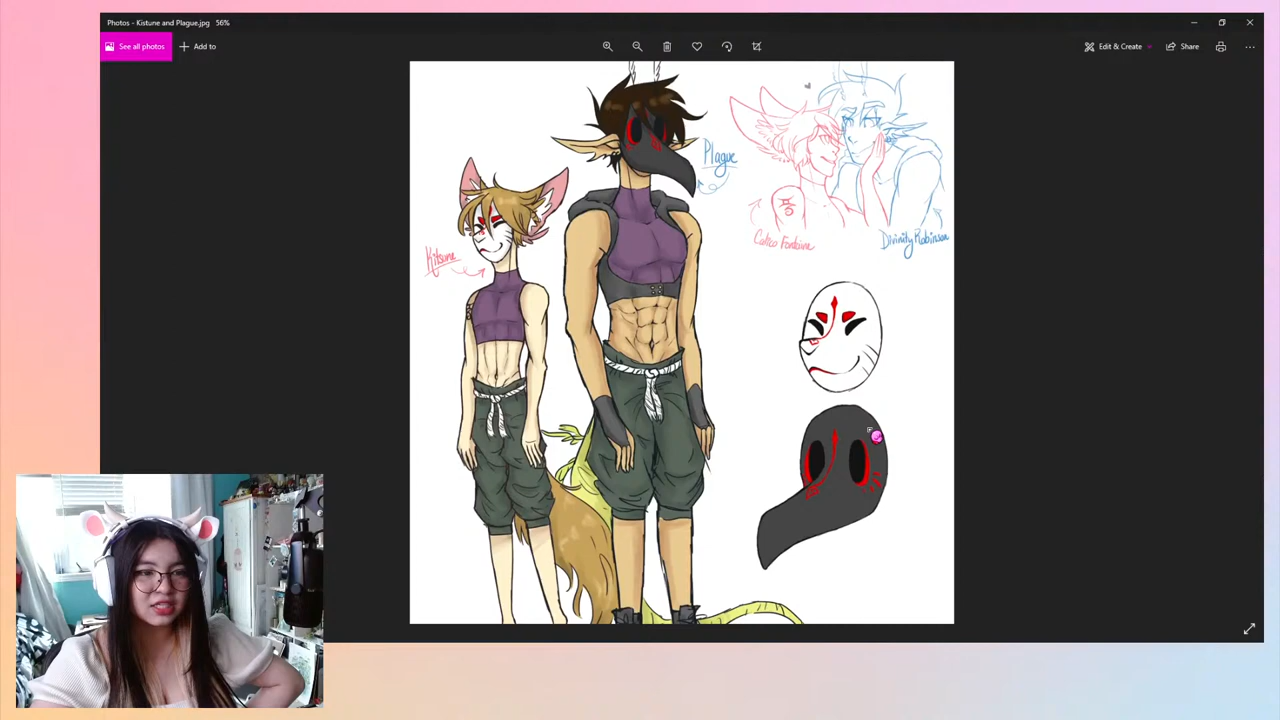 Photos - Kistune and Plague.jpg 56%
See all photos
Add to
Edit & Create
Share
Plague
Kitsune
Calico Fontaine
Divinity Robinson